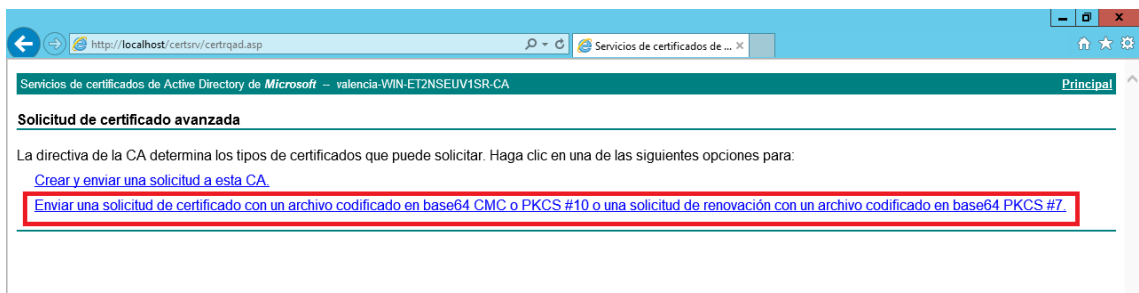 http://localhost/certsrv/certrqad.asp
Servicios de certificados de ...
Servicios de certificados de Active Directory de Microsoft -- valencia-WIN-ET2NSEUV1SR-CA
Principal
Solicitud de certificado avanzada
La directiva de la CA determina los tipos de certificados que puede solicitar. Haga clic en una de las siguientes opciones para:
Crear y enviar una solicitud a esta CA.
Enviar una solicitud de certificado con un archivo codificado en base64 CMC o PKCS #10 o una solicitud de renovación con un archivo codificado en base64 PKCS #7.